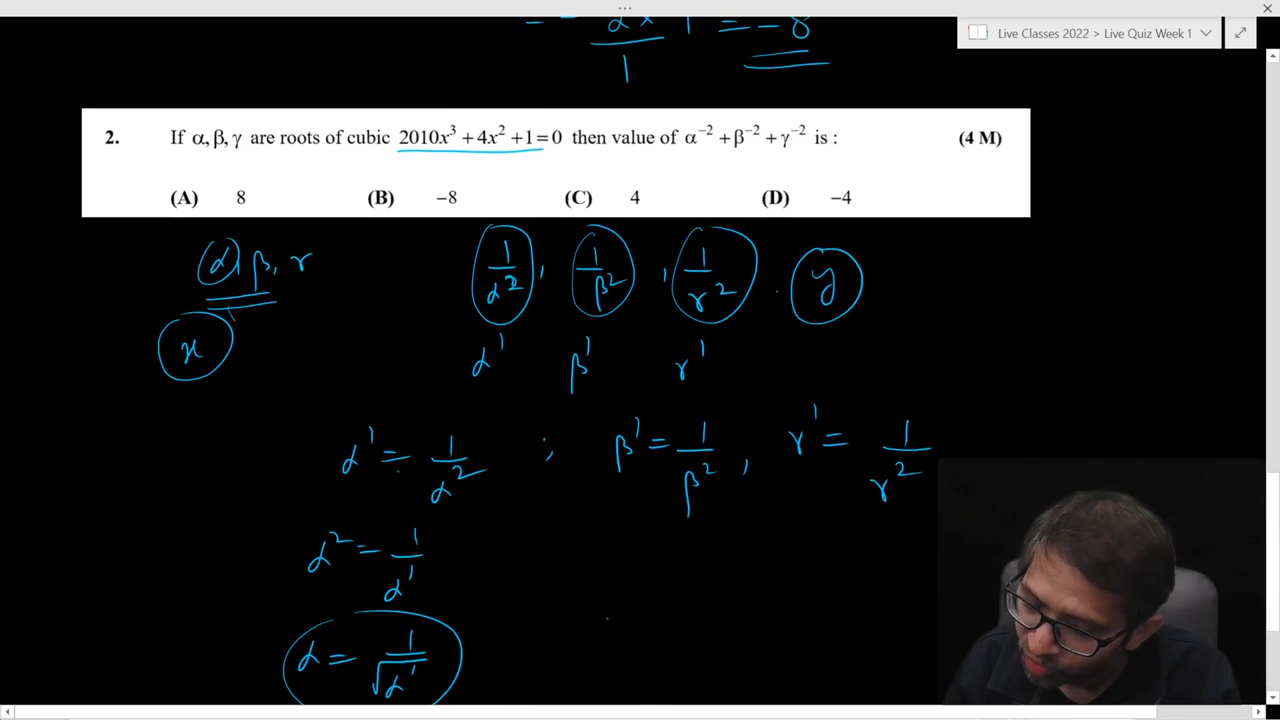 = - 8
Live Classes 2022 > Live Quiz Week 1
1
2. If α, β, γ are roots of cubic 2010x³ + 4x² + 1 = 0 then value of α⁻² + β⁻² + γ⁻² is : (4 M)
(A) 8 (B) −8 (C) 4 (D) −4
α, β, γ 1/α², 1/β², 1/γ² y
x α' β' γ'
α' = 1/α² ; β' = 1/β², γ' = 1/γ²
α² = 1/α'
α = 1/√α'